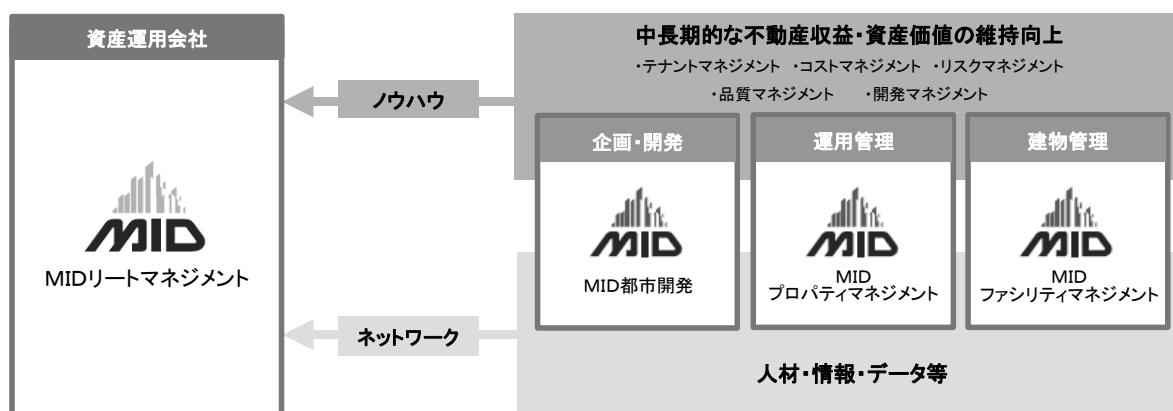 資産運用会社
MID
MIDリートマネジメント
ノウハウ
ネットワーク
中長期的な不動産収益・資産価値の維持向上
・テナントマネジメント ・コストマネジメント ・リスクマネジメント
・品質マネジメント ・開発マネジメント
企画・開発
MID
MID都市開発
運用管理
MID
MID
プロパティマネジメント
建物管理
MID
MID
ファシリティマネジメント
人材・情報・データ等